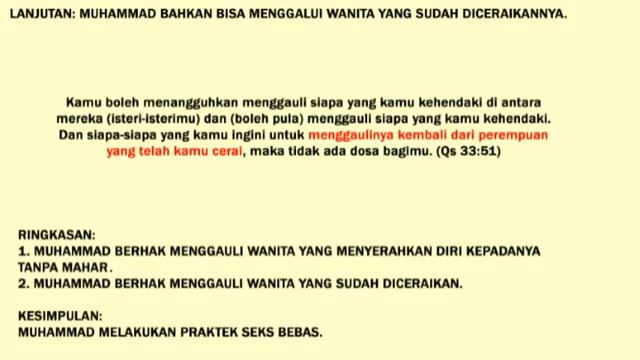 LANJUTAN: MUHAMMAD BAHKAN BISA MENGGALUI WANITA YANG SUDAH DICERAIKANNYA.
Kamu boleh menangguhkan menggauli siapa yang kamu kehendaki di antara
mereka (isteri-isterimu) dan (boleh pula) menggauli siapa yang kamu kehendaki.
Dan siapa-siapa yang kamu ingini untuk menggaulinya kembali dari perempuan
yang telah kamu cerai, maka tidak ada dosa bagimu. (Qs 33:51)
RINGKASAN:
1. MUHAMMAD BERHAK MENGGAULI WANITA YANG MENYERAHKAN DIRI KEPADANYA
TANPA MAHAR.
2. MUHAMMAD BERHAK MENGGAULI WANITA YANG SUDAH DICERAIKAN.
KESIMPULAN:
MUHAMMAD MELAKUKAN PRAKTEK SEKS BEBAS.